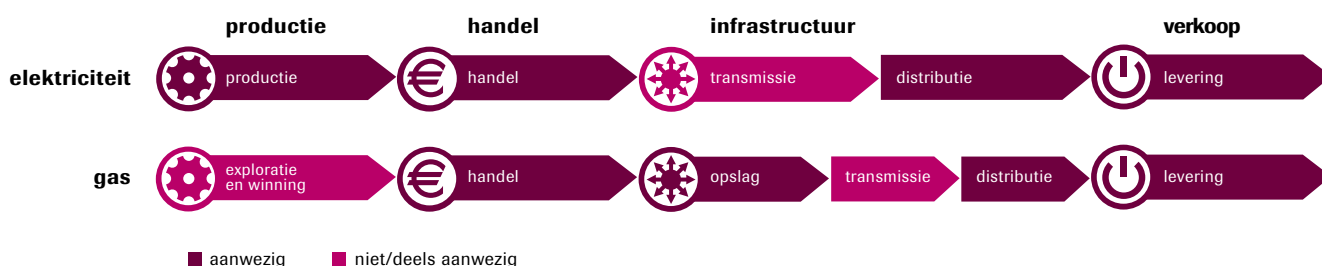 productie handel infrastructuur verkoop
elektriciteit productie € handel transmissie distributie levering
gas exploratie en winning € handel opslag transmissie distributie levering
aanwezig niet/deels aanwezig